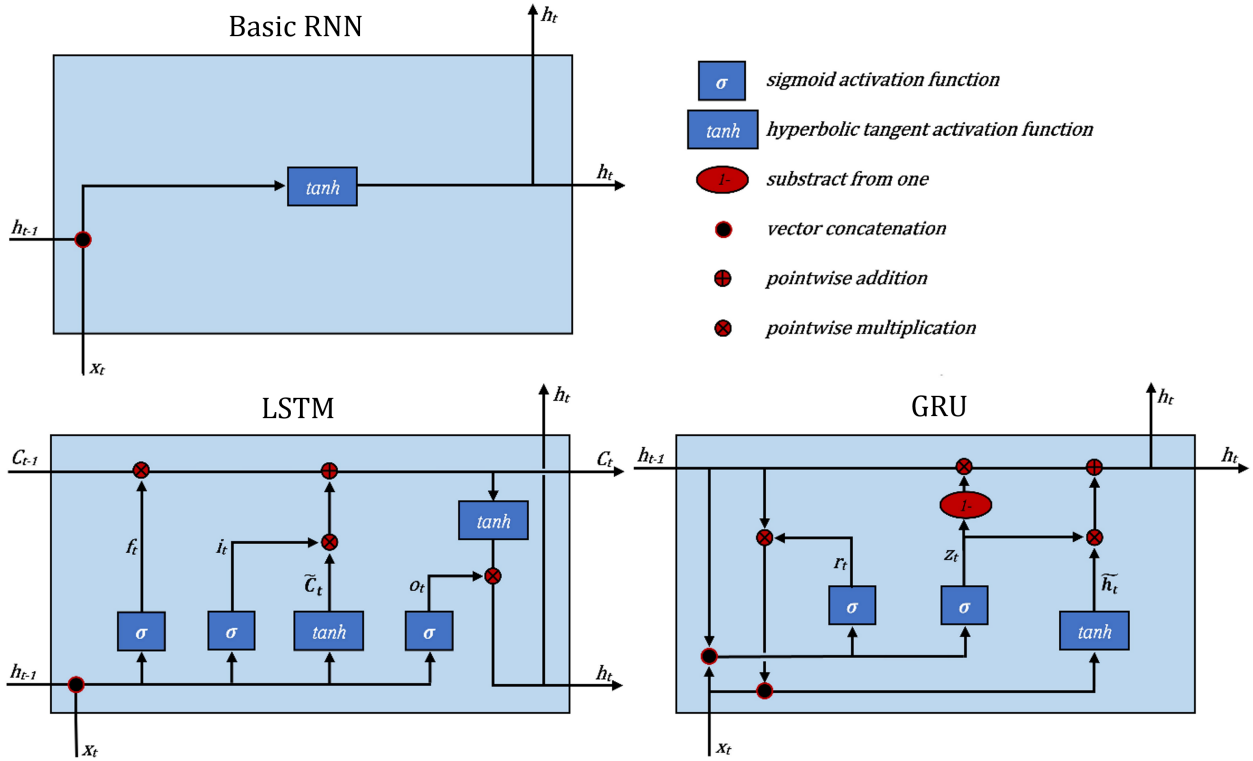 Basic RNN
h_t
tanh
h_t
h_{t-1}
x_t
σ sigmoid activation function
tanh hyperbolic tangent activation function
1- substract from one
vector concatenation
pointwise addition
pointwise multiplication
LSTM
h_t
C_{t-1}
C_t
tanh
f_t
i_t
C̃_t
o_t
σ
σ
tanh
σ
h_{t-1}
h_t
x_t
GRU
h_t
h_{t-1}
h_t
1-
r_t
z_t
h̃_t
σ
σ
tanh
x_t